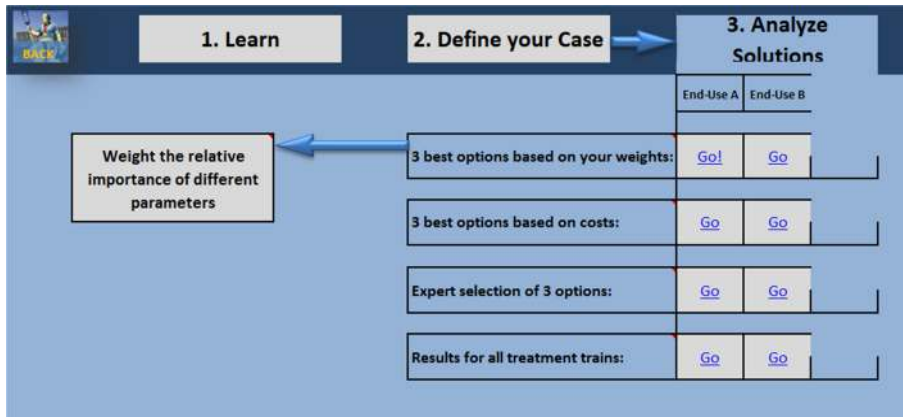 BACK
1. Learn
2. Define your Case
3. Analyze
Solutions
End-Use A
End-Use B
Weight the relative
importance of different
parameters
3 best options based on your weights:
Go!
Go
3 best options based on costs:
Go
Go
Expert selection of 3 options:
Go
Go
Results for all treatment trains:
Go
Go